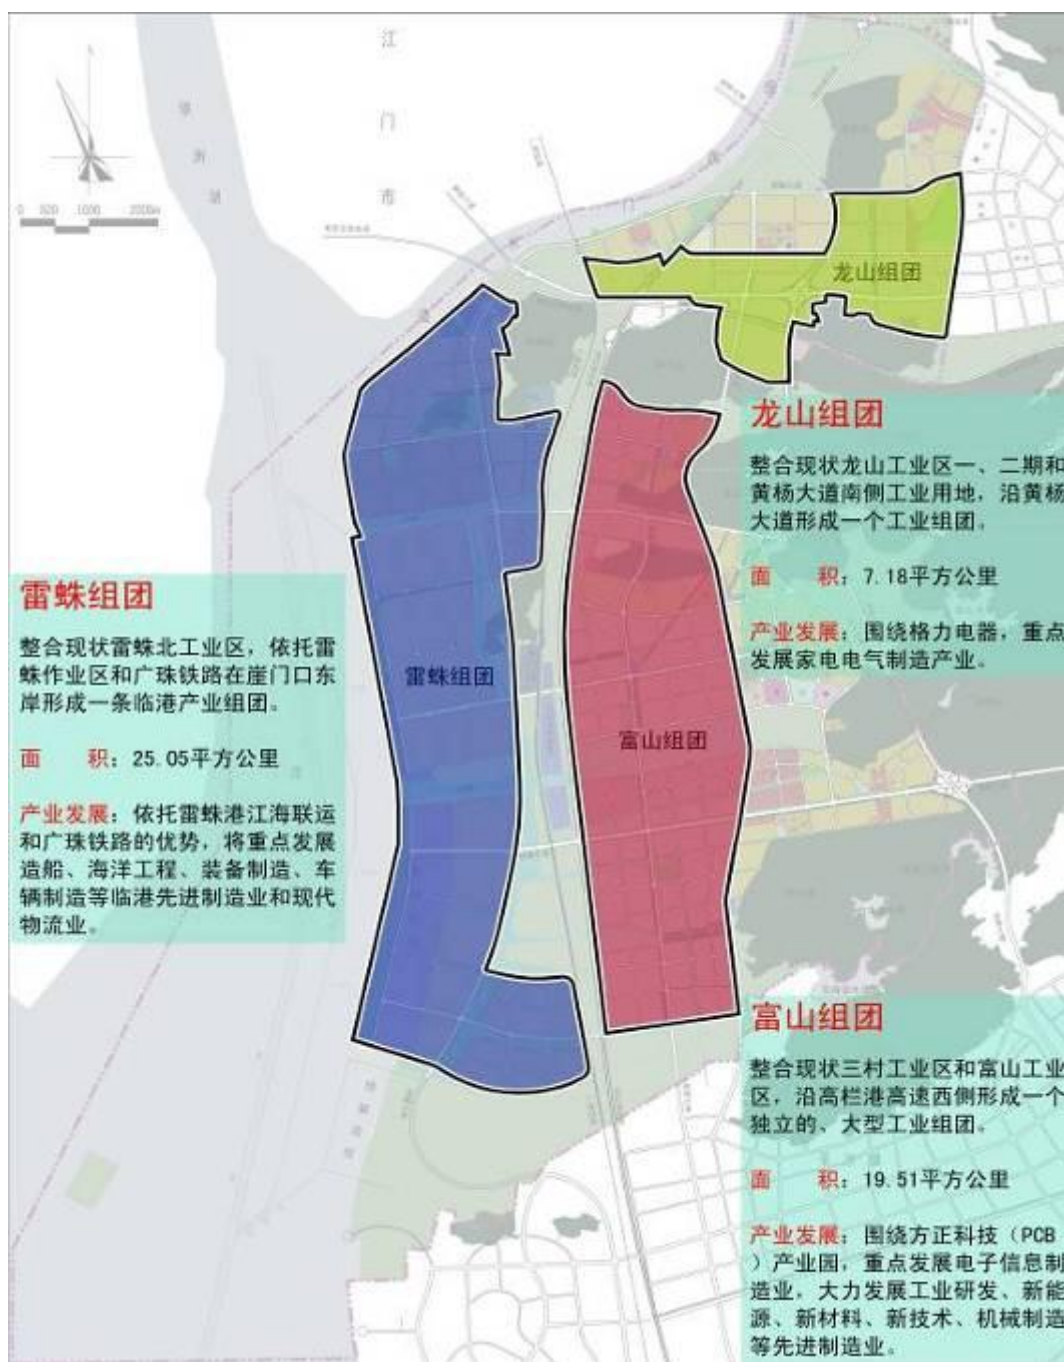 江
门
市
0 500 1000 2000m
龙山组团
雷蛛组团
富山组团
龙山组团
整合现状龙山工业区一、二期和
黄杨大道南侧工业用地，沿黄杨
大道形成一个工业组团。
面 积：7.18平方公里
产业发展：围绕格力电器，重点
发展家电电气制造产业。
雷蛛组团
整合现状雷蛛北工业区，依托雷
蛛作业区和广珠铁路在崖门口东
岸形成一条临港产业组团。
面 积：25.05平方公里
产业发展：依托雷蛛港江海联运
和广珠铁路的优势，将重点发展
造船、海洋工程、装备制造、车
辆制造等临港先进制造业和现代
物流业。
富山组团
整合现状三村工业区和富山工业
区，沿高栏港高速西侧形成一个
独立的、大型工业组团。
面 积：19.51平方公里
产业发展：围绕方正科技（PCB
）产业园，重点发展电子信息制
造业，大力发展工业研发、新能
源、新材料、新技术、机械制造
等先进制造业。